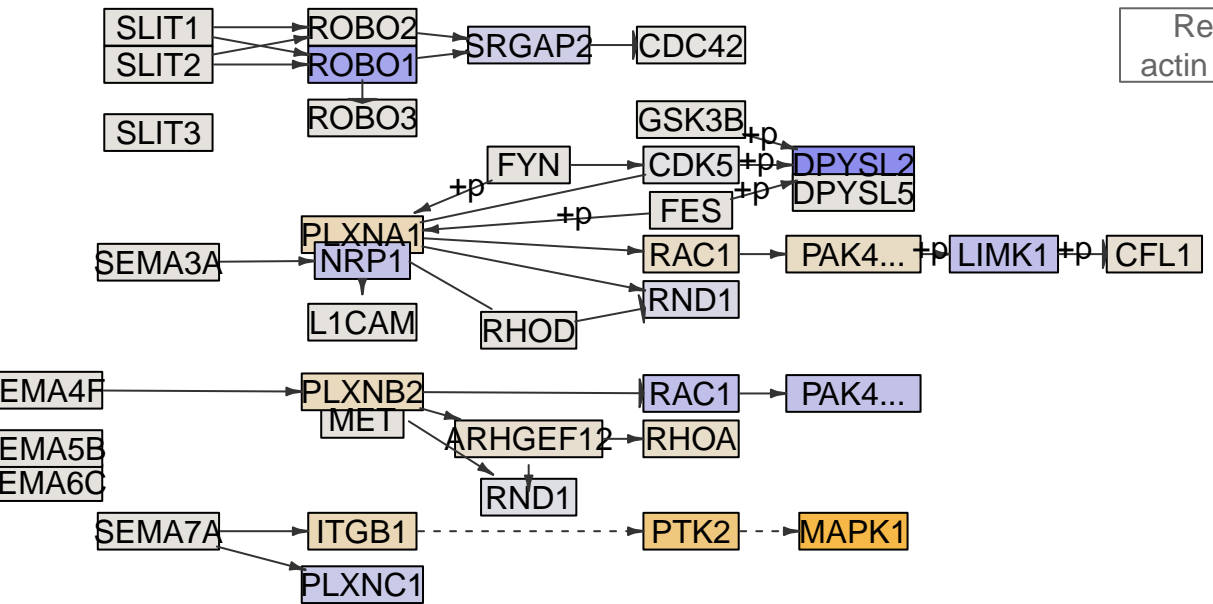 SLIT1
ROBO2
SRGAP2
CDC42
Re
actin
SLIT2
ROBO1
SLIT3
ROBO3
GSK3B
+p
FYN
CDK5
+p
DPYSL2
+p
+p
DPYSL5
FES
+p
PLXNA1
SEMA3A
NRP1
RAC1
PAK4...
+p
LIMK1
+p
CFL1
RND1
L1CAM
RHOD
EMA4F
PLXNB2
RAC1
PAK4...
MET
ARHGEF12
RHOA
EMA5B
EMA6C
RND1
SEMA7A
ITGB1
PTK2
MAPK1
PLXNC1